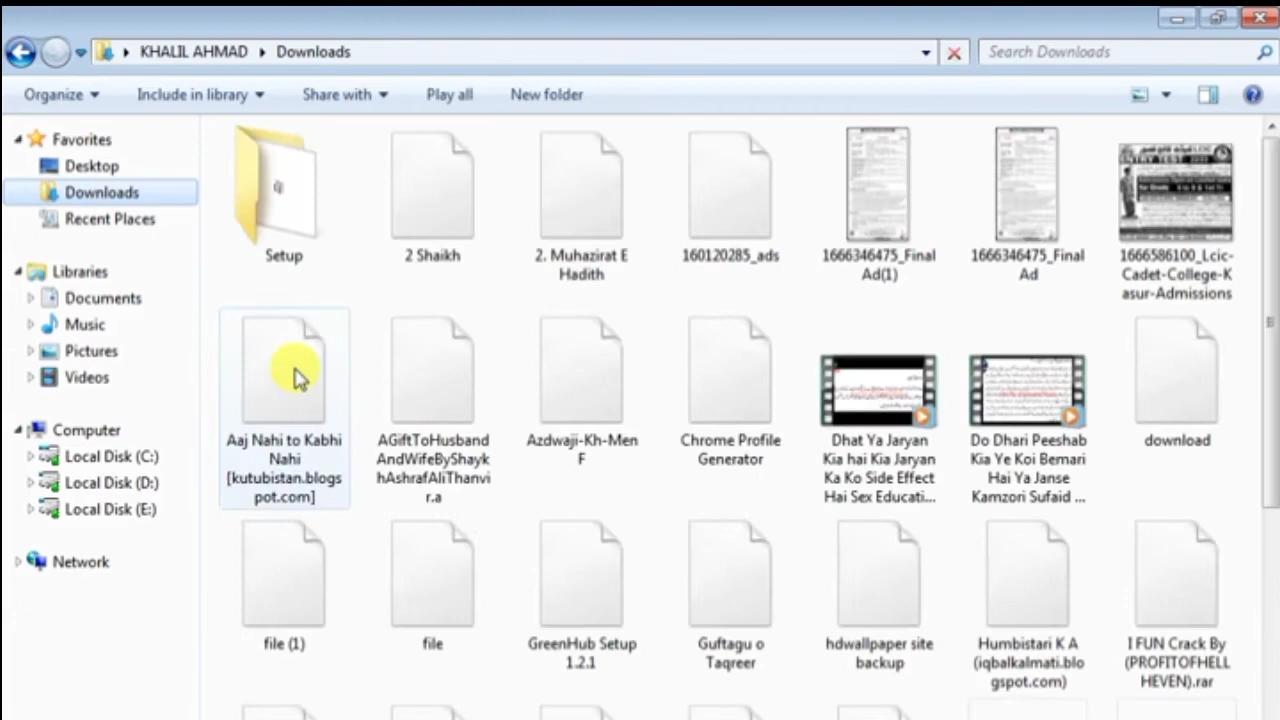 KHALIL AHMAD
Downloads
Search Downloads
Organize
Include in library
Share with
Play all
New folder
Favorites
Desktop
Downloads
Recent Places
Libraries
Documents
Music
Pictures
Videos
Computer
Local Disk (C:)
Local Disk (D:)
Local Disk (E:)
Network
Setup
2 Shaikh
2. Muhazirat E
Hadith
160120285_ads
1666346475_Final
Ad(1)
1666346475_Final
Ad
ENTRY TEST
1666586100_Lcic-
Cadet-College-K
asur-Admissions
Aaj Nahi to Kabhi
Nahi
[kutubistan.blogs
pot.com]
AGiftToHusband
AndWifeByShayk
hAshrafAliThanvi
r.a
Azdwaji-Kh-Men
F
Chrome Profile
Generator
Dhat Ya Jaryan
Kia hai Kia Jaryan
Ka Ko Side Effect
Hai Sex Educati...
Do Dhari Peeshab
Kia Ye Koi Bemari
Hai Ya Janse
Kamzori Sufaid ...
download
file (1)
file
GreenHub Setup
1.2.1
Guftagu o
Taqreer
hdwallpaper site
backup
Humbistari K A
(iqbalkalmati.blo
gspot.com)
I FUN Crack By
(PROFITOFHELL
HEVEN).rar